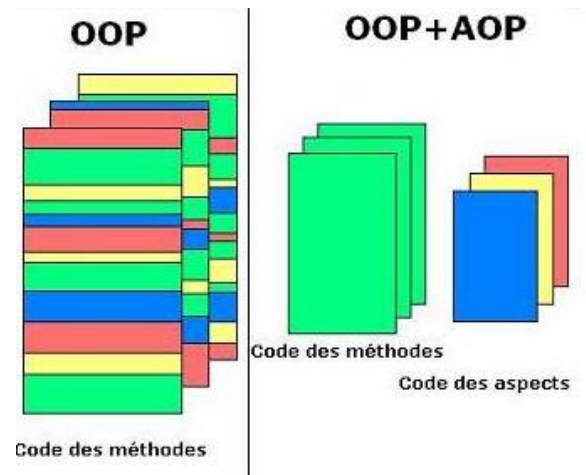 OOP
Code des méthodes
OOP+AOP
Code des méthodes
Code des aspects